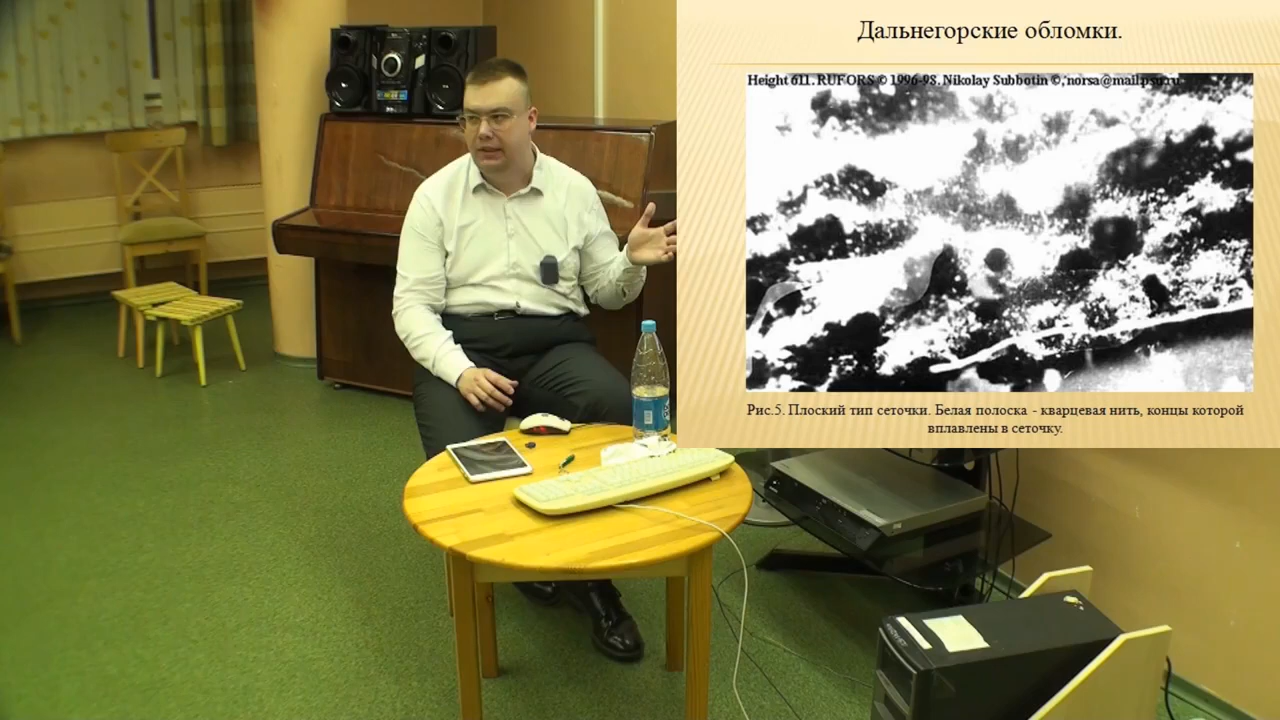 Дальнегорские обломки.
Height 611. RUFORS © 1996-98. Nikolay Subbotin ©, norsa@mail.psu.ru
Рис.5. Плоский тип сеточки. Белая полоска - кварцевая нить, концы которой
вплавлены в сеточку.